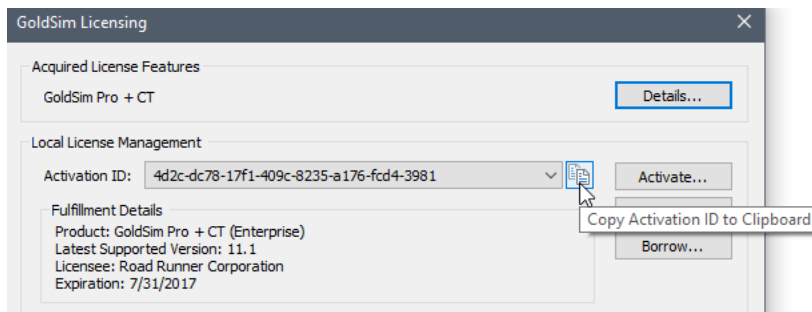 GoldSim Licensing
Acquired License Features
GoldSim Pro + CT
Details...
Local License Management
Activation ID: 4d2c-dc78-17f1-409c-8235-a176-fcd4-3981
Activate...
Copy Activation ID to Clipboard
Fulfillment Details
Product: GoldSim Pro + CT (Enterprise)
Latest Supported Version: 11.1
Licensee: Road Runner Corporation
Expiration: 7/31/2017
Borrow...